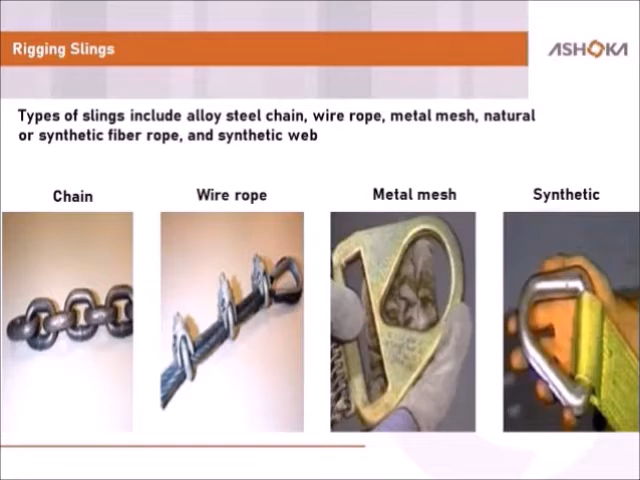 Rigging Slings
ASHOKA
Types of slings include alloy steel chain, wire rope, metal mesh, natural
or synthetic fiber rope, and synthetic web
Chain
Wire rope
Metal mesh
Synthetic